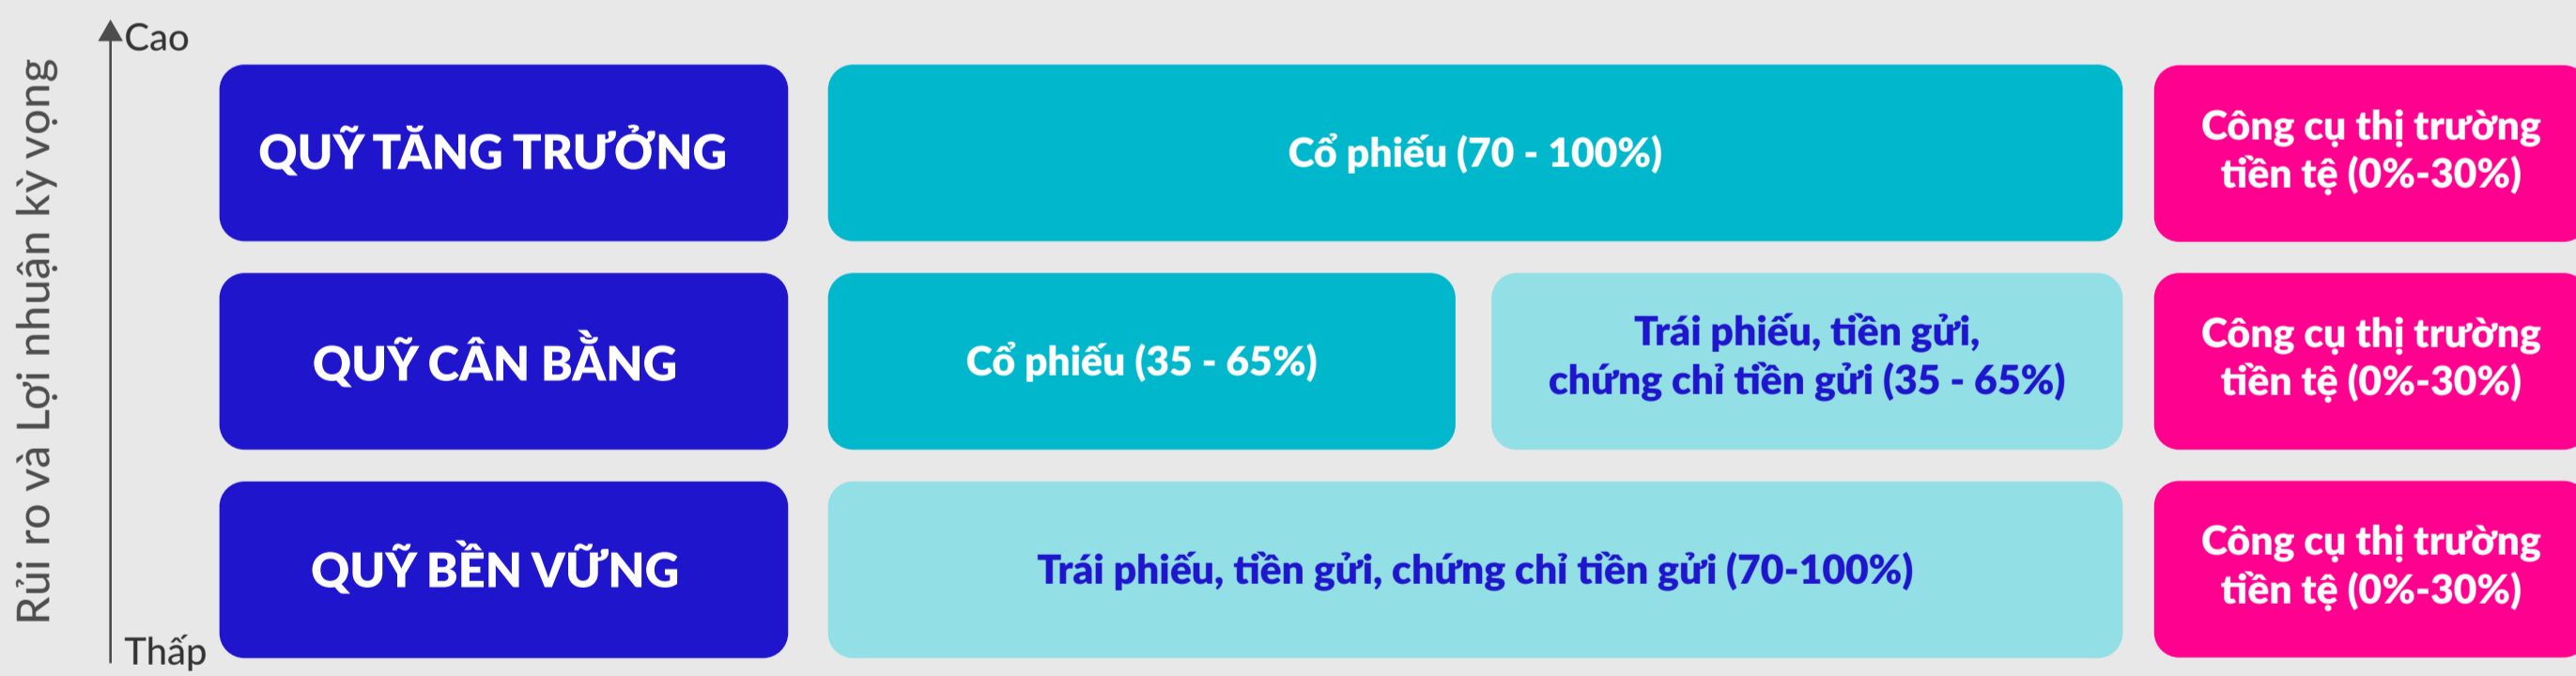 Rủi ro và Lợi nhuận kỳ vọng
Cao
QUỸ TĂNG TRƯỞNG
Cổ phiếu (70 - 100%)
Công cụ thị trường
tiền tệ (0%-30%)
QUỸ CÂN BẰNG
Cổ phiếu (35 - 65%)
Trái phiếu, tiền gửi,
chứng chỉ tiền gửi (35 - 65%)
Công cụ thị trường
tiền tệ (0%-30%)
QUỸ BỀN VỮNG
Trái phiếu, tiền gửi, chứng chỉ tiền gửi (70-100%)
Công cụ thị trường
tiền tệ (0%-30%)
Thấp